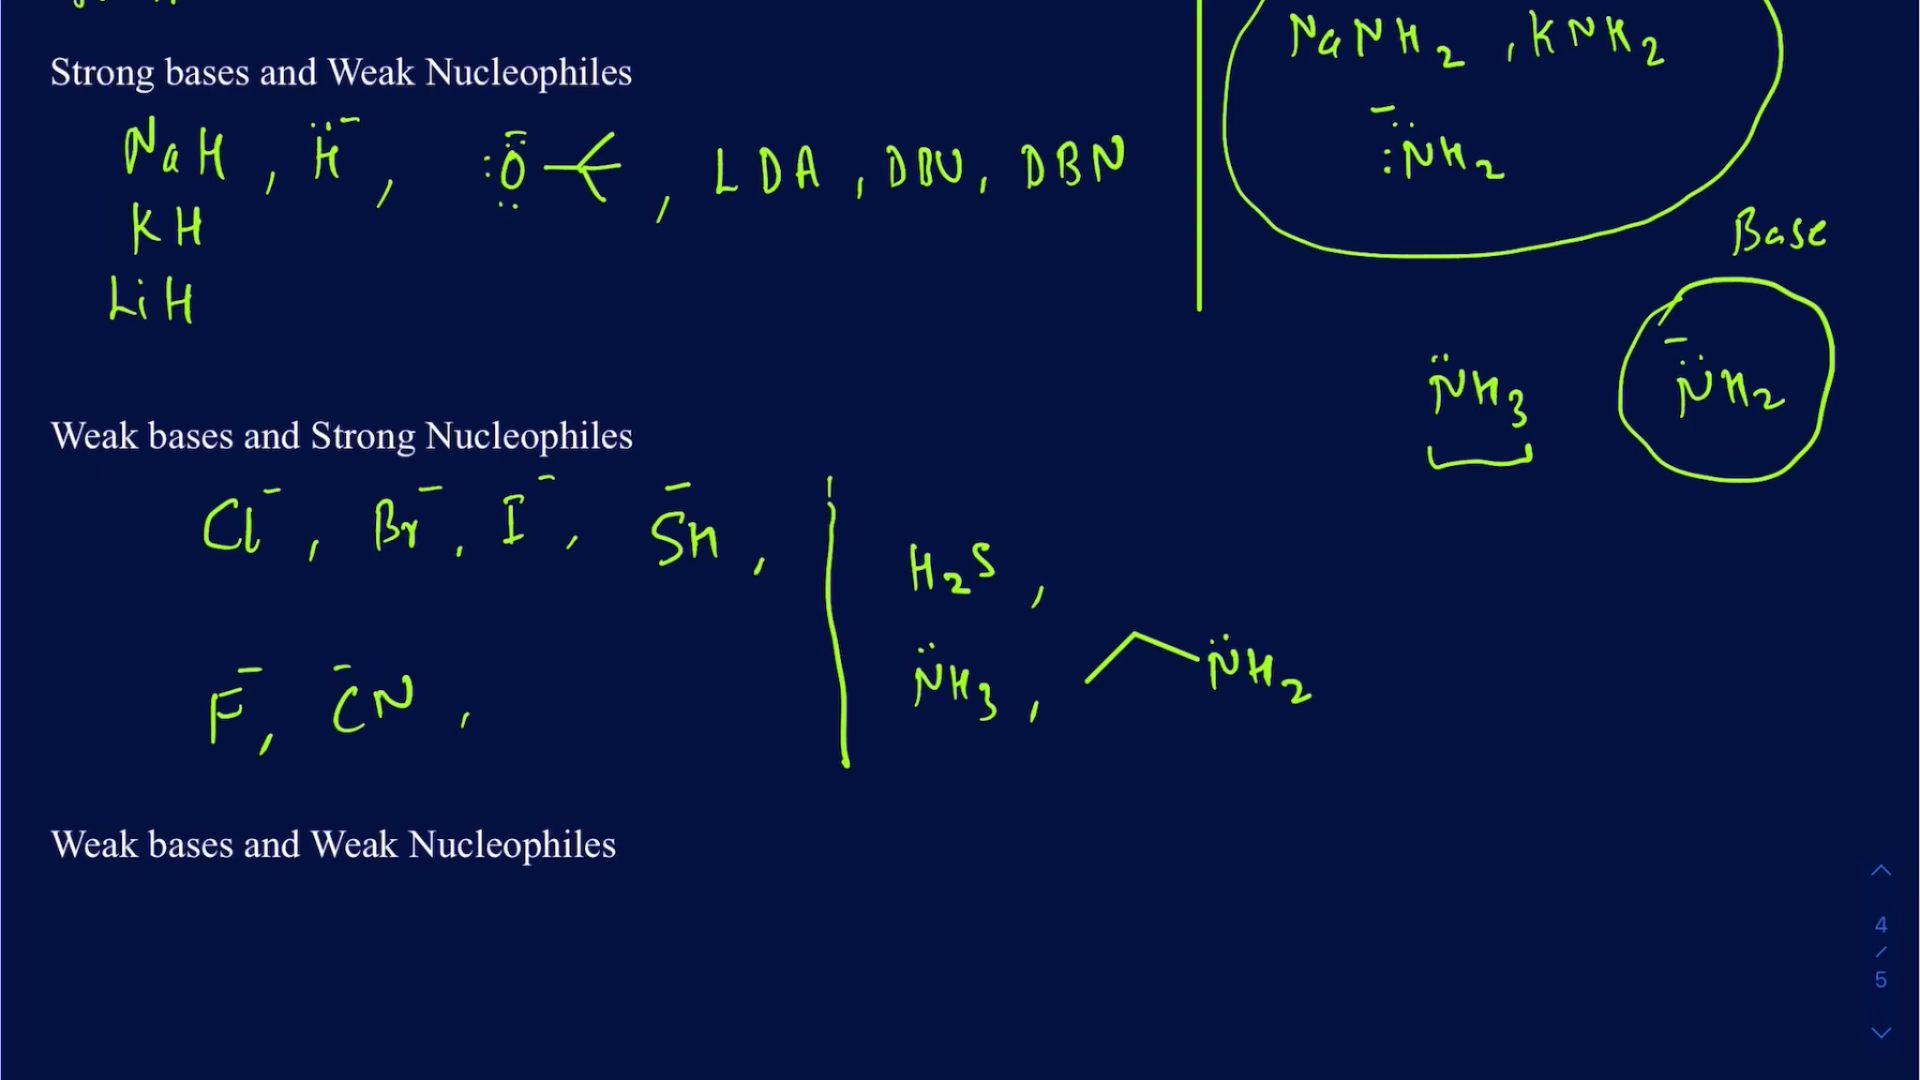 NaNH2 , KNH2
Strong bases and Weak Nucleophiles
NaH , :H- , :O:- , LDA , DBU , DBN
-:NH2
KH
Base
LiH
NH3 -NH2
Weak bases and Strong Nucleophiles
Cl- , Br- , I- , -SH ,
H2S ,
F- , -CN ,
NH3 , NH2
Weak bases and Weak Nucleophiles
4
/
5